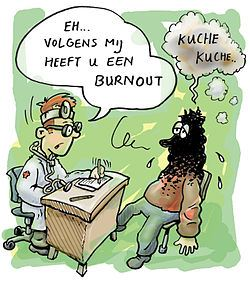 EH...
VOLGENS MIJ
HEEFT U EEN
BURNOUT
KUCHE
KUCHE..